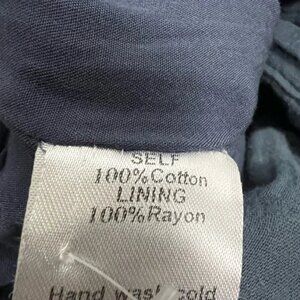 SELF
100%Cotton
LINING
100%Rayon
Hand wash cold